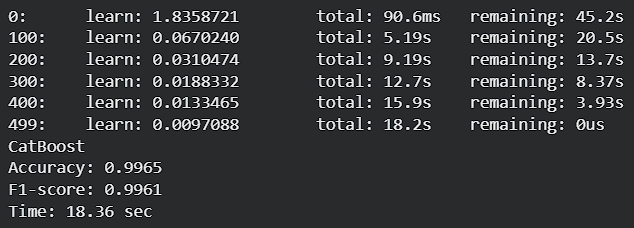 0: learn: 1.8358721 total: 90.6ms remaining: 45.2s
100: learn: 0.0670240 total: 5.19s remaining: 20.5s
200: learn: 0.0310474 total: 9.19s remaining: 13.7s
300: learn: 0.0188332 total: 12.7s remaining: 8.37s
400: learn: 0.0133465 total: 15.9s remaining: 3.93s
499: learn: 0.0097088 total: 18.2s remaining: 0us
CatBoost
Accuracy: 0.9965
F1-score: 0.9961
Time: 18.36 sec